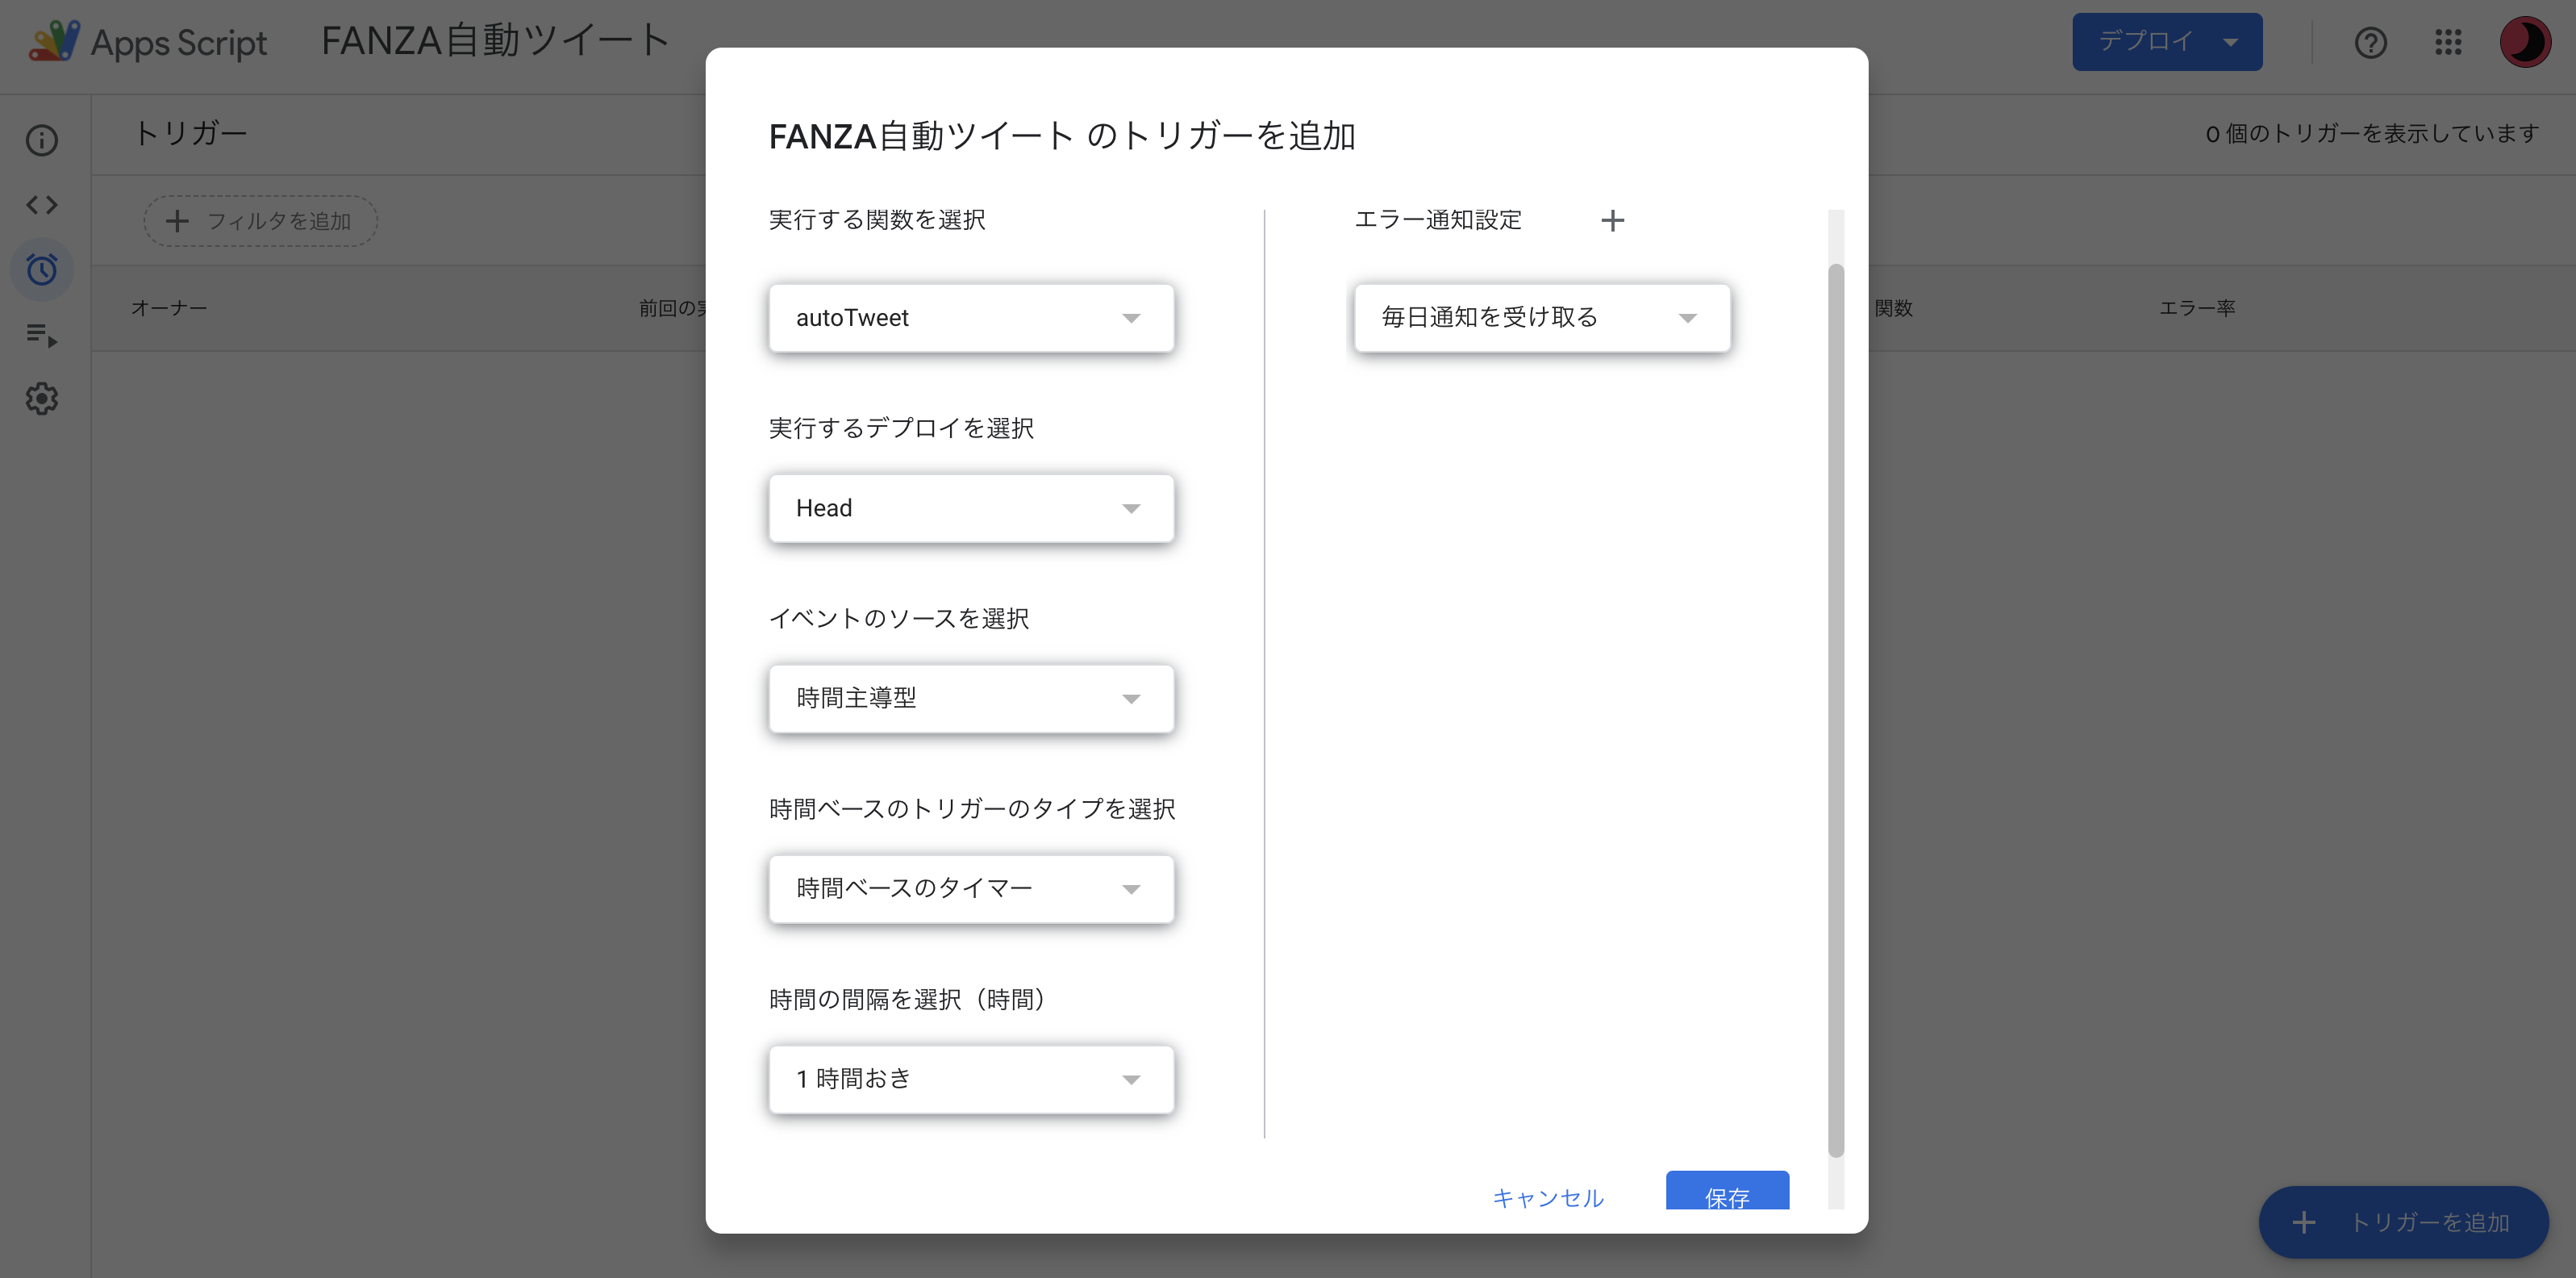 Apps Script
FANZA自動ツイート
デプロイ
トリガー
0 個のトリガーを表示しています
フィルタを追加
オーナー
前回の実
関数
エラー率
FANZA自動ツイート のトリガーを追加
実行する関数を選択
autoTweet
実行するデプロイを選択
Head
イベントのソースを選択
時間主導型
時間ベースのトリガーのタイプを選択
時間ベースのタイマー
時間の間隔を選択（時間）
1 時間おき
エラー通知設定
毎日通知を受け取る
キャンセル
保存
トリガーを追加